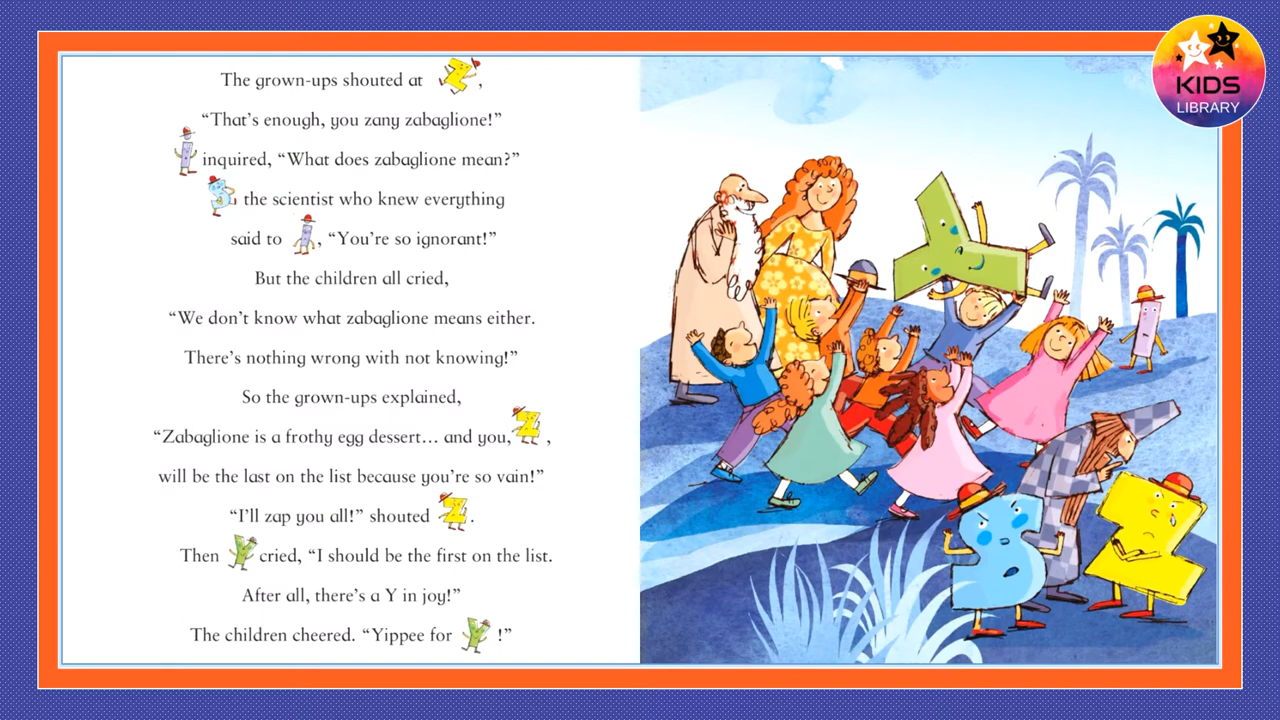 The grown-ups shouted at Z,
“That’s enough, you zany zabaglione!”
I inquired, “What does zabaglione mean?”
S the scientist who knew everything
said to I, “You’re so ignorant!”
But the children all cried,
“We don’t know what zabaglione means either.
There’s nothing wrong with not knowing!”
So the grown-ups explained,
“Zabaglione is a frothy egg dessert... and you, Z,
will be the last on the list because you’re so vain!”
“I’ll zap you all!” shouted Z.
Then Y cried, “I should be the first on the list.
After all, there’s a Y in joy!”
The children cheered. “Yippee for Y!”
KIDS
LIBRARY